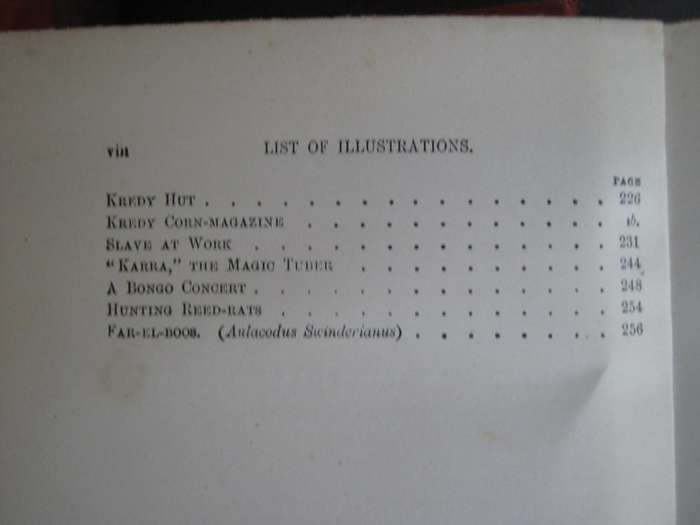 viii LIST OF ILLUSTRATIONS.
PAGE
KREDY HUT . . . . . . . . . . . . . . . . 226
KREDY CORN-MAGAZINE . . . . . . . . . . . . ib.
SLAVE AT WORK . . . . . . . . . . . . . . 231
“KARRA,” THE MAGIC TUBER . . . . . . . . . . 244
A BONGO CONCERT . . . . . . . . . . . . . . 248
HUNTING REED-RATS . . . . . . . . . . . . . 254
FAR-EL-BOOS. (Aulacodus Swinderianus) . . . . . . . . 256